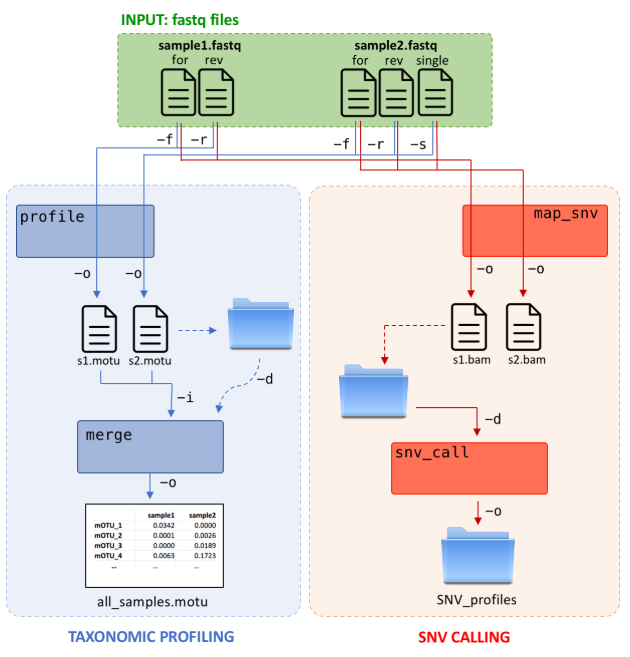 INPUT: fastq files
sample1.fastq
sample2.fastq
for rev
for rev single
-f -r
-f -r -s
profile
map_snv
-o -o
-o -o
s1.motu s2.motu
s1.bam s2.bam
-d
-i
-d
merge
snv_call
-o
-o
sample1 sample2
mOTU_1 0.0342 0.0000
mOTU_2 0.0001 0.0026
mOTU_3 0.0000 0.0189
mOTU_4 0.0063 0.1723
... ... ...
all_samples.motu
SNV_profiles
TAXONOMIC PROFILING
SNV CALLING